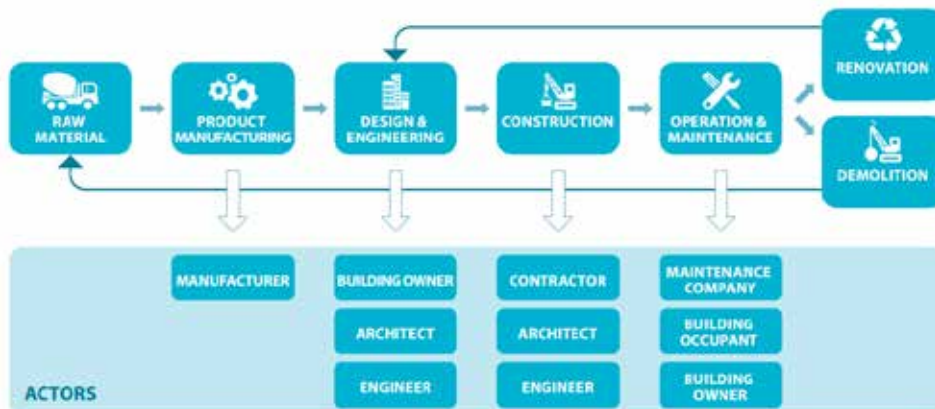 RENOVATION
RAW
MATERIAL
PRODUCT
MANUFACTURING
DESIGN &
ENGINEERING
CONSTRUCTION
OPERATION &
MAINTENANCE
DEMOLITION
MANUFACTURER
BUILDING OWNER
CONTRACTOR
MAINTENANCE
COMPANY
ARCHITECT
ARCHITECT
BUILDING
OCCUPANT
ENGINEER
ENGINEER
BUILDING
OWNER
ACTORS